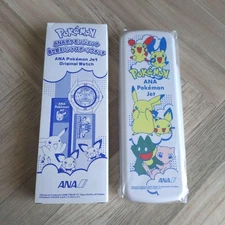 POKÉMON
ANA Pokémon Jet
Original Watch
ANA
POKÉMON
ANA
Pokémon
Jet
ANA